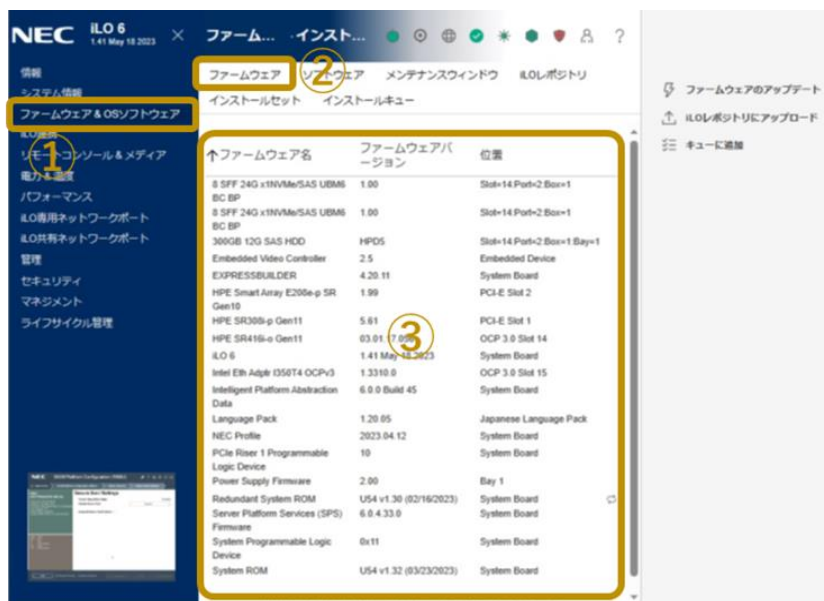 NEC iLO 6
1.41 May 18 2023
×
ファーム... ·インスト...
?
情報
システム情報
ファームウェア & OSソフトウェア
iLO連携
リモートコンソール & メディア
電力 & 温度
パフォーマンス
iLO専用ネットワークポート
iLO共有ネットワークポート
管理
セキュリティ
マネジメント
ライフサイクル管理
①
②
③
ファームウェア ソフトウェア メンテナンスウィンドウ iLOレポジトリ
インストールセット インストールキュー
↑ファームウェア名 ファームウェアバージョン 位置
8 SFF 24G x1NVMe/SAS UBM6 BC BP 1.00 Slot=14:Port=2:Box=1
8 SFF 24G x1NVMe/SAS UBM6 BC BP 1.00 Slot=14:Port=2:Box=1
300GB 12G SAS HDD HPD5 Slot=14:Port=2:Box=1:Bay=1
Embedded Video Controller 2.5 Embedded Device
EXPRESSBUILDER 4.20.11 System Board
HPE Smart Array E208e-p SR Gen10 1.99 PCI-E Slot 2
HPE SR308i-p Gen11 5.61 PCI-E Slot 1
HPE SR416i-o Gen11 03.01.17.056 OCP 3.0 Slot 14
iLO 6 1.41 May 18 2023 System Board
Intel Eth Adptr I350T4 OCPv3 1.3310.0 OCP 3.0 Slot 15
Intelligent Platform Abstraction Data 6.0.0 Build 45 System Board
Language Pack 1.20.05 Japanese Language Pack
NEC Profile 2023.04.12 System Board
PCIe Riser 1 Programmable Logic Device 10 System Board
Power Supply Firmware 2.00 Bay 1
Redundant System ROM U54 v1.30 (02/16/2023) System Board
Server Platform Services (SPS) Firmware 6.0.4.33.0 System Board
System Programmable Logic Device 0x11 System Board
System ROM U54 v1.32 (03/23/2023) System Board
ファームウェアのアップデート
iLOレポジトリにアップロード
キューに追加